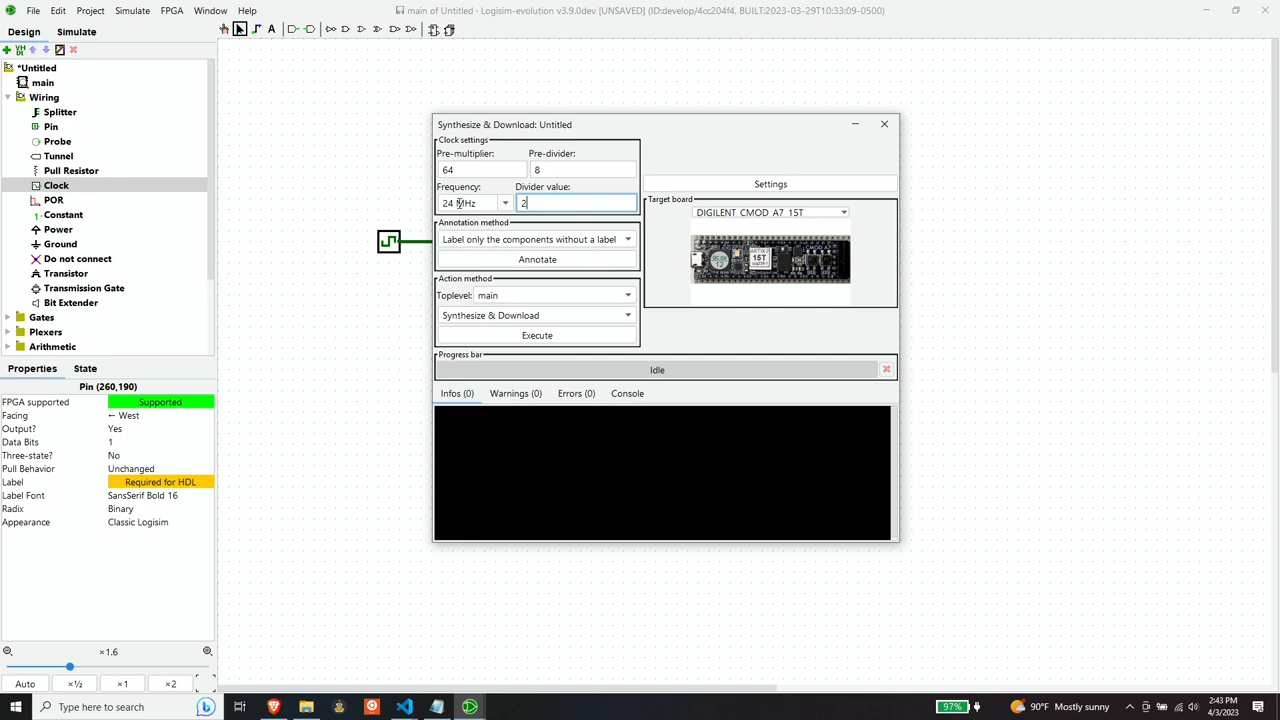 File Edit Project Simulate FPGA Window Help
main of Untitled - Logisim-evolution v3.9.0dev [UNSAVED] (ID:develop/4cc204f4, BUILT:2023-03-29T10:33:09-0500)
Design Simulate
A
*Untitled
main
Wiring
Splitter
Pin
Probe
Tunnel
Pull Resistor
Clock
POR
Constant
Power
Ground
Do not connect
Transistor
Transmission Gate
Bit Extender
Gates
Plexers
Arithmetic
Properties State
Pin (260,190)
FPGA supported Supported
Facing ← West
Output? Yes
Data Bits 1
Three-state? No
Pull Behavior Unchanged
Label Required for HDL
Label Font SansSerif Bold 16
Radix Binary
Appearance Classic Logisim
×1.6
Auto ×½ ×1 ×2
Synthesize & Download: Untitled
Clock settings
Pre-multiplier: Pre-divider:
64 8
Frequency: Divider value:
24 MHz 2
Annotation method
Label only the components without a label
Annotate
Action method
Toplevel: main
Synthesize & Download
Execute
Settings
Target board
DIGILENT_CMOD_A7_15T
15T
Progress bar
Idle
Infos (0) Warnings (0) Errors (0) Console
Type here to search
97%
90°F Mostly sunny
2:43 PM
4/3/2023